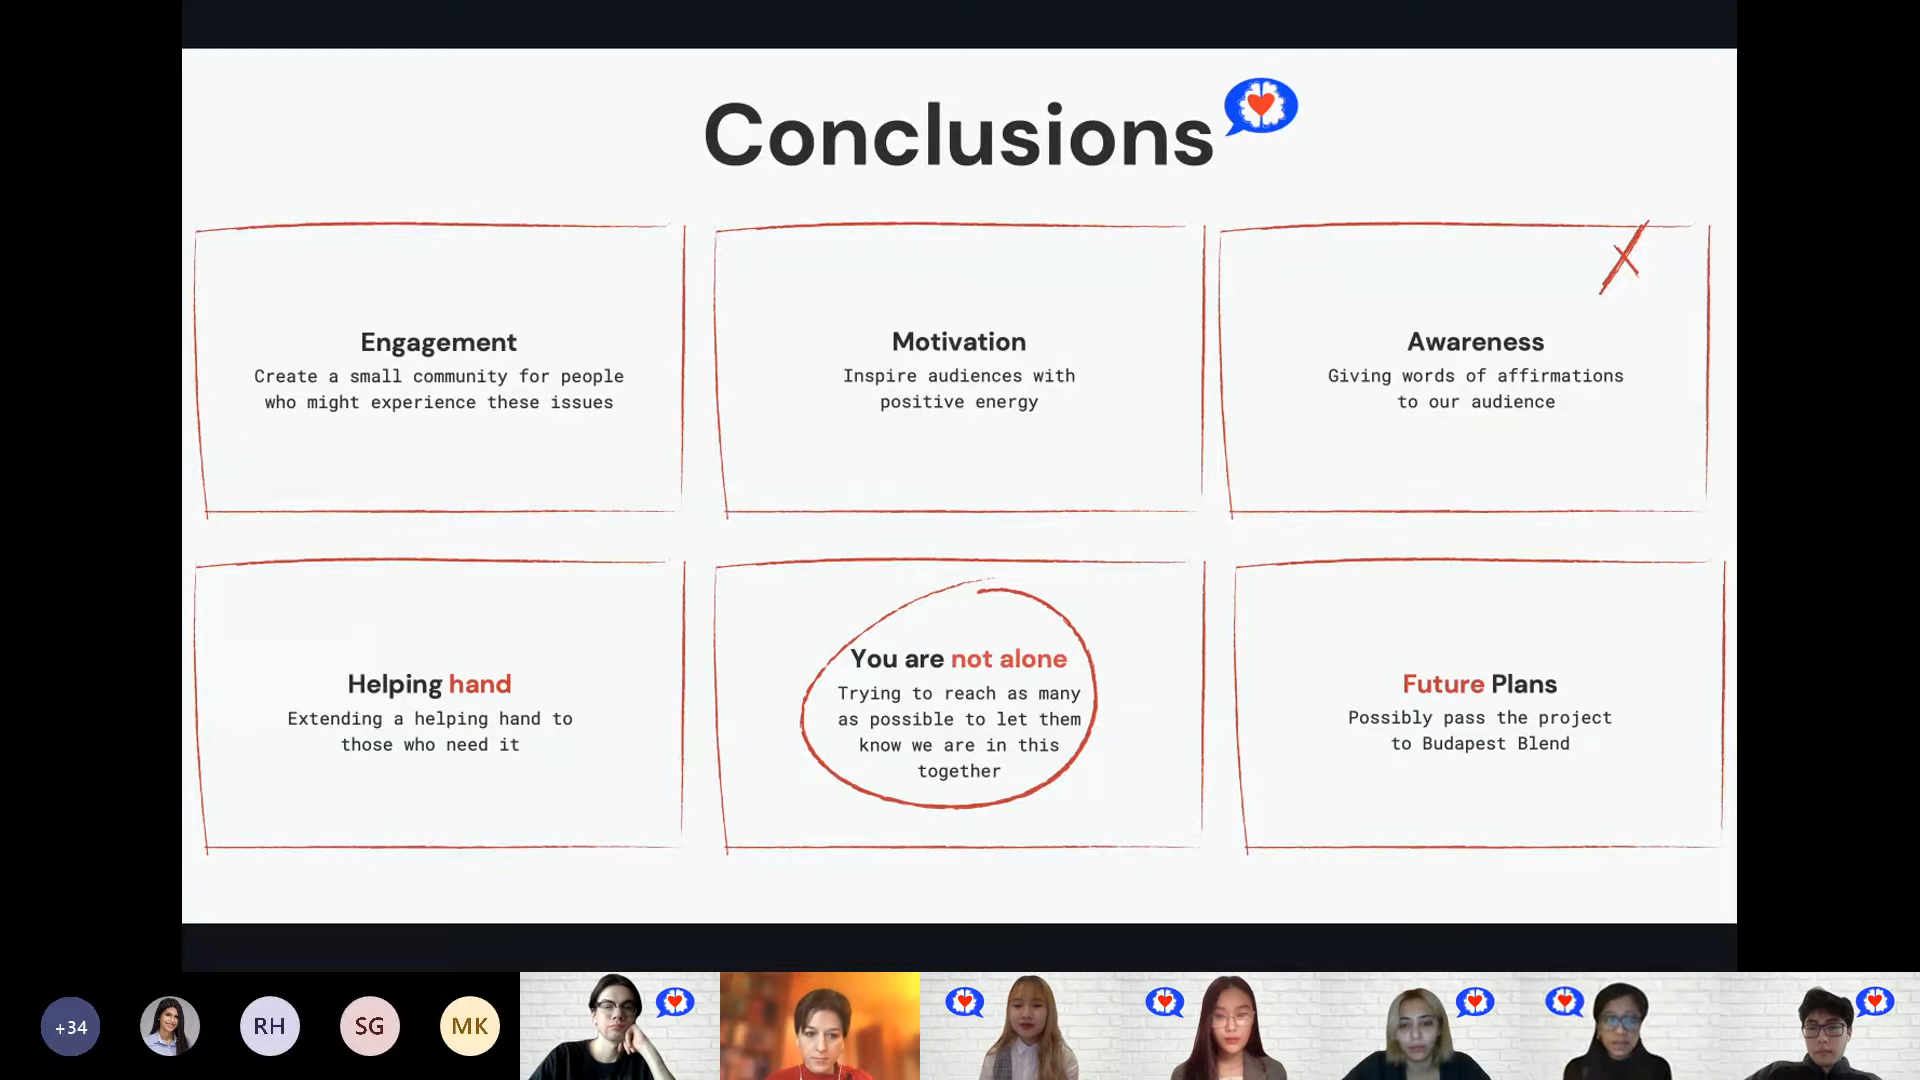 Conclusions
Engagement
Create a small community for people
who might experience these issues
Motivation
Inspire audiences with
positive energy
Awareness
Giving words of affirmations
to our audience
Helping hand
Extending a helping hand to
those who need it
You are not alone
Trying to reach as many
as possible to let them
know we are in this
together
Future Plans
Possibly pass the project
to Budapest Blend
+34
RH
SG
MK